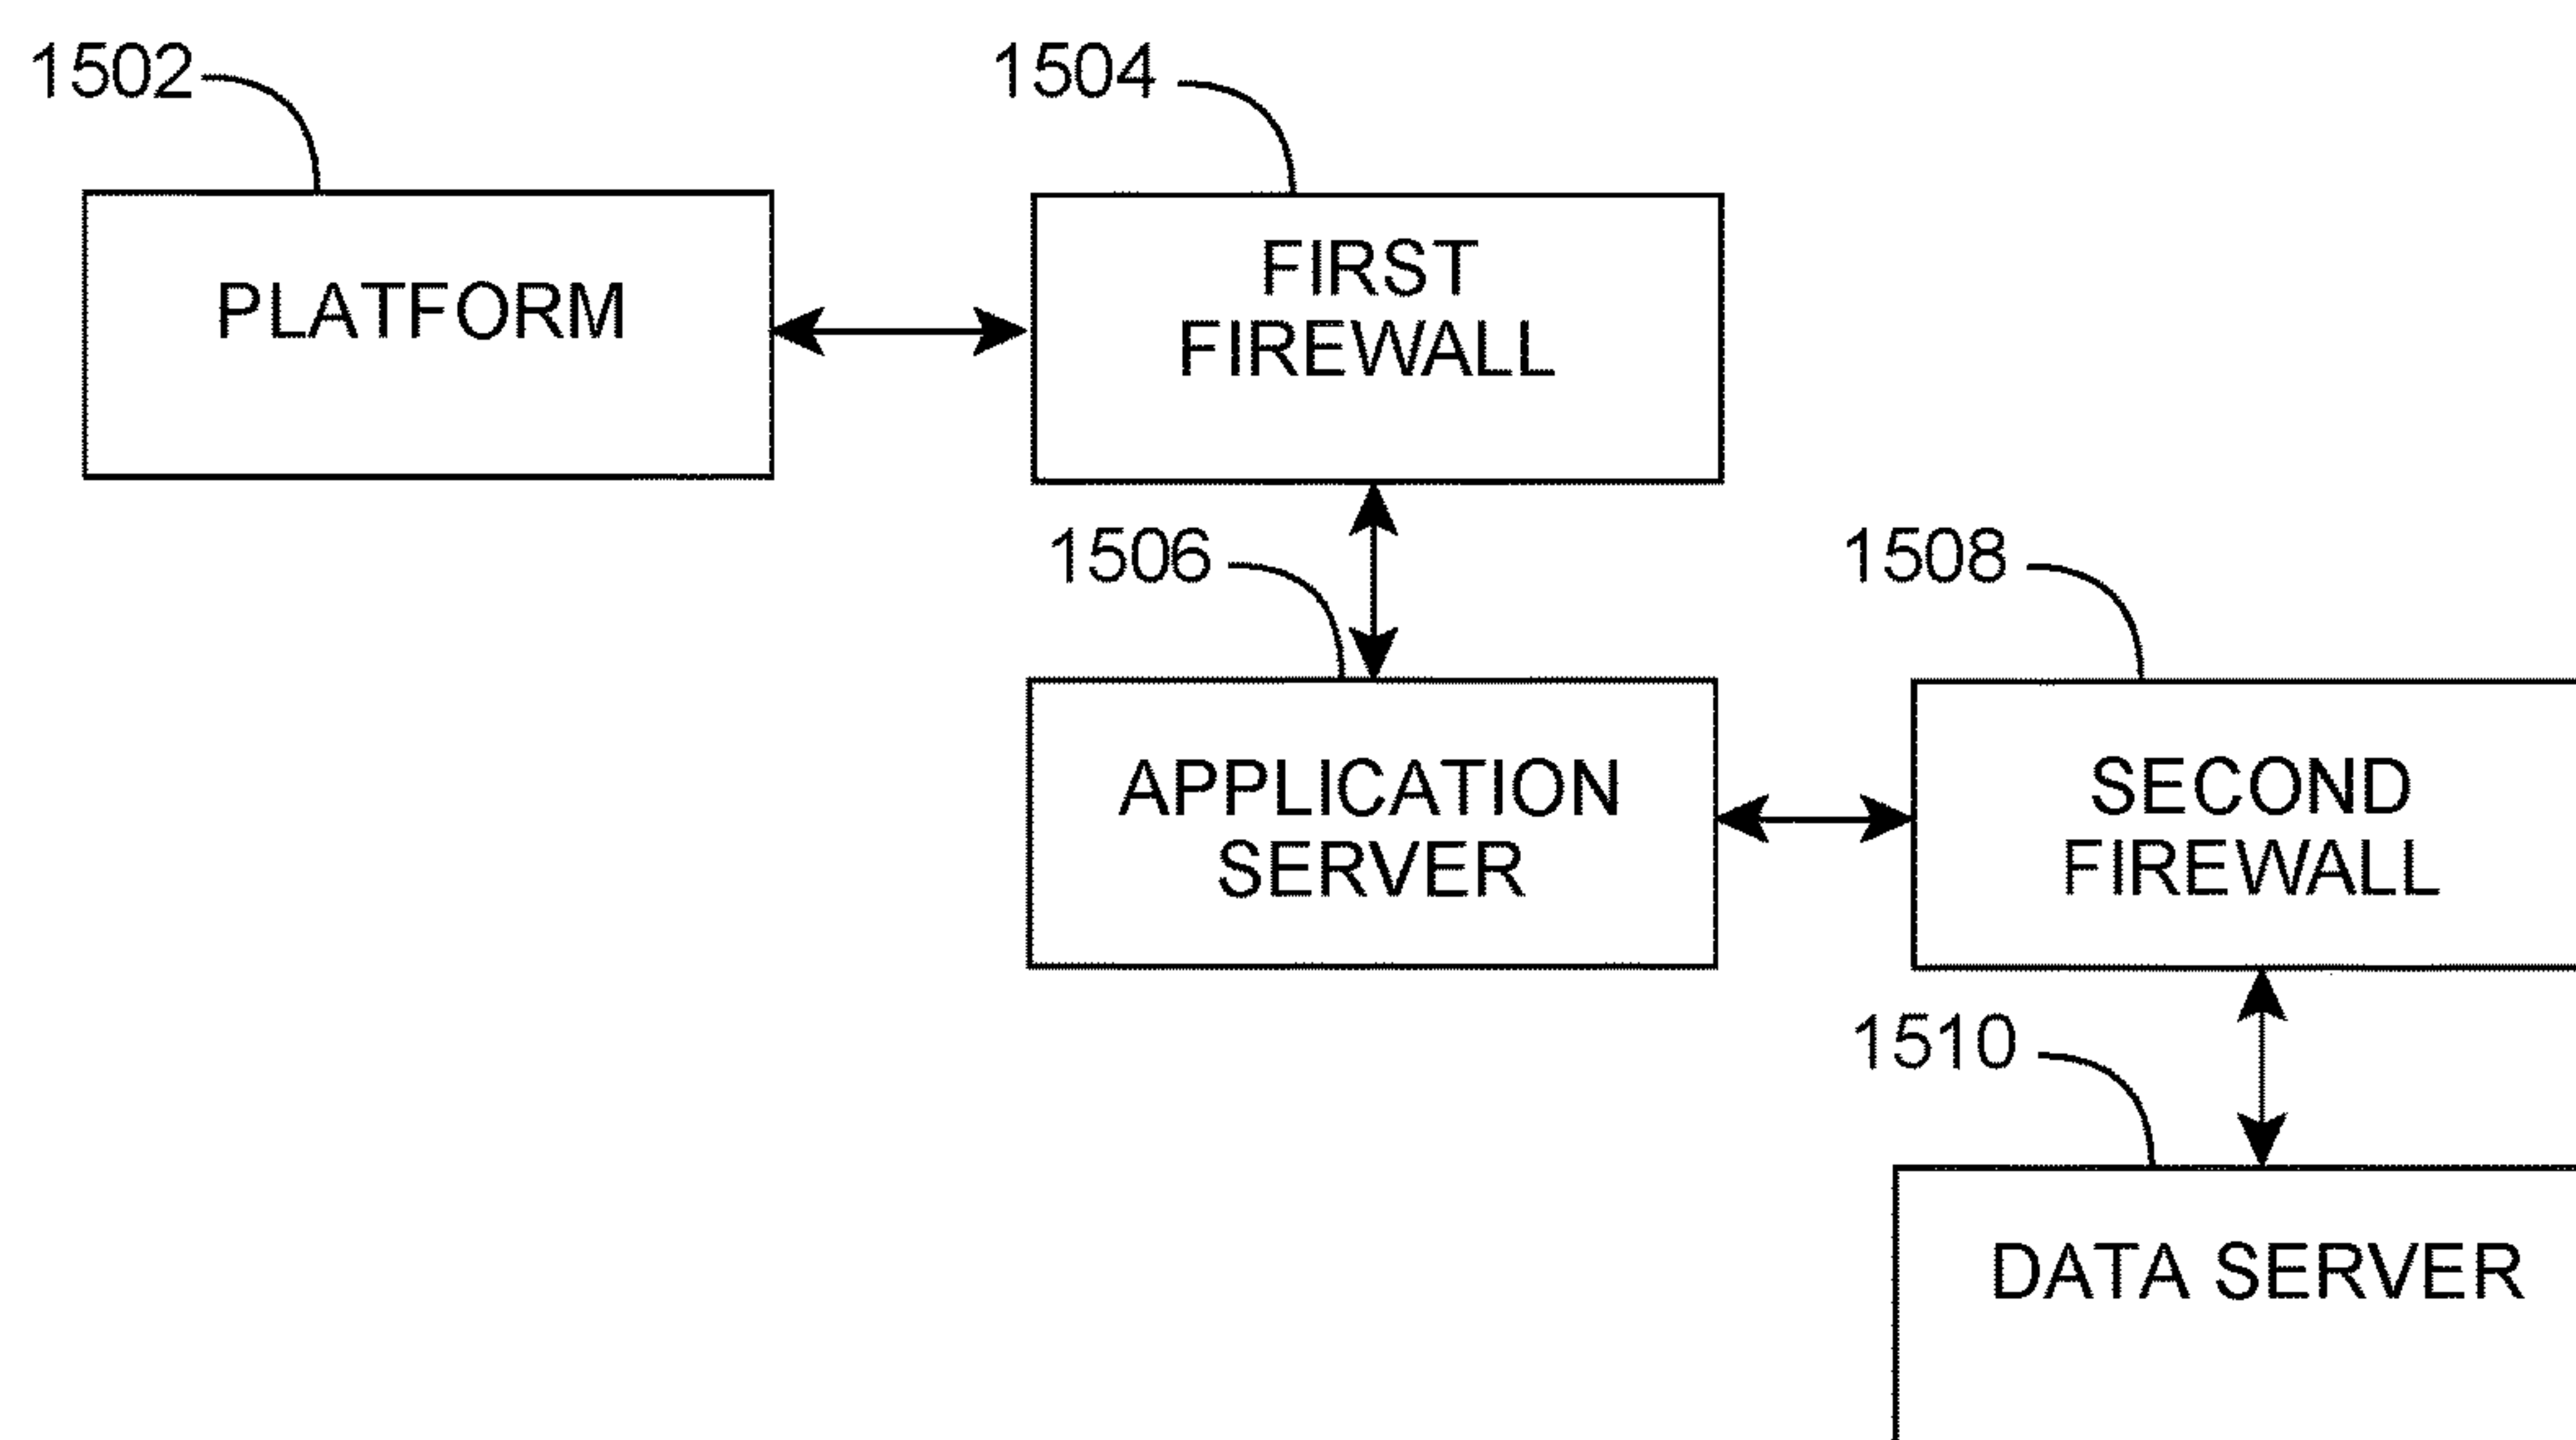 1502
1504
PLATFORM
FIRST
FIREWALL
1506
1508
APPLICATION
SERVER
SECOND
FIREWALL
1510
DATA SERVER